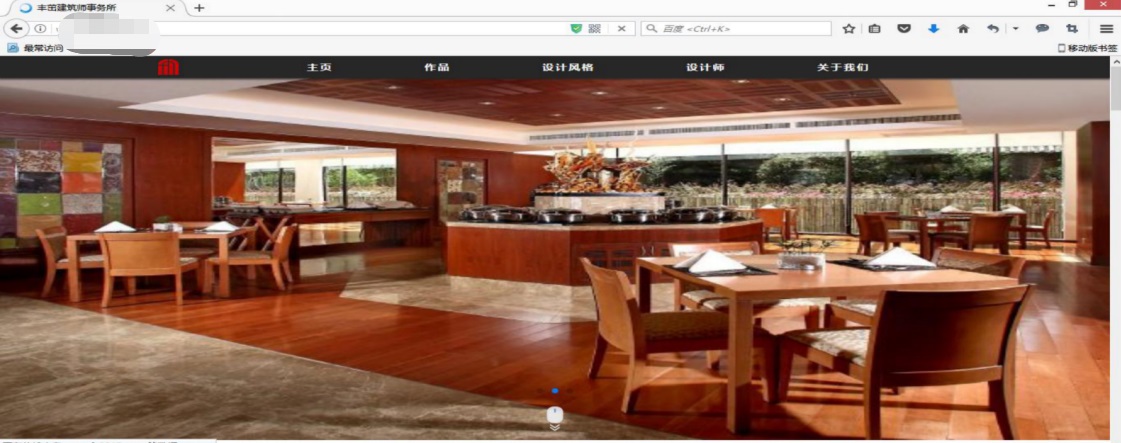 丰茁建筑师事务所
百度 <Ctrl+K>
最常访问
移动版书签
主页 作品 设计风格 设计师 关于我们